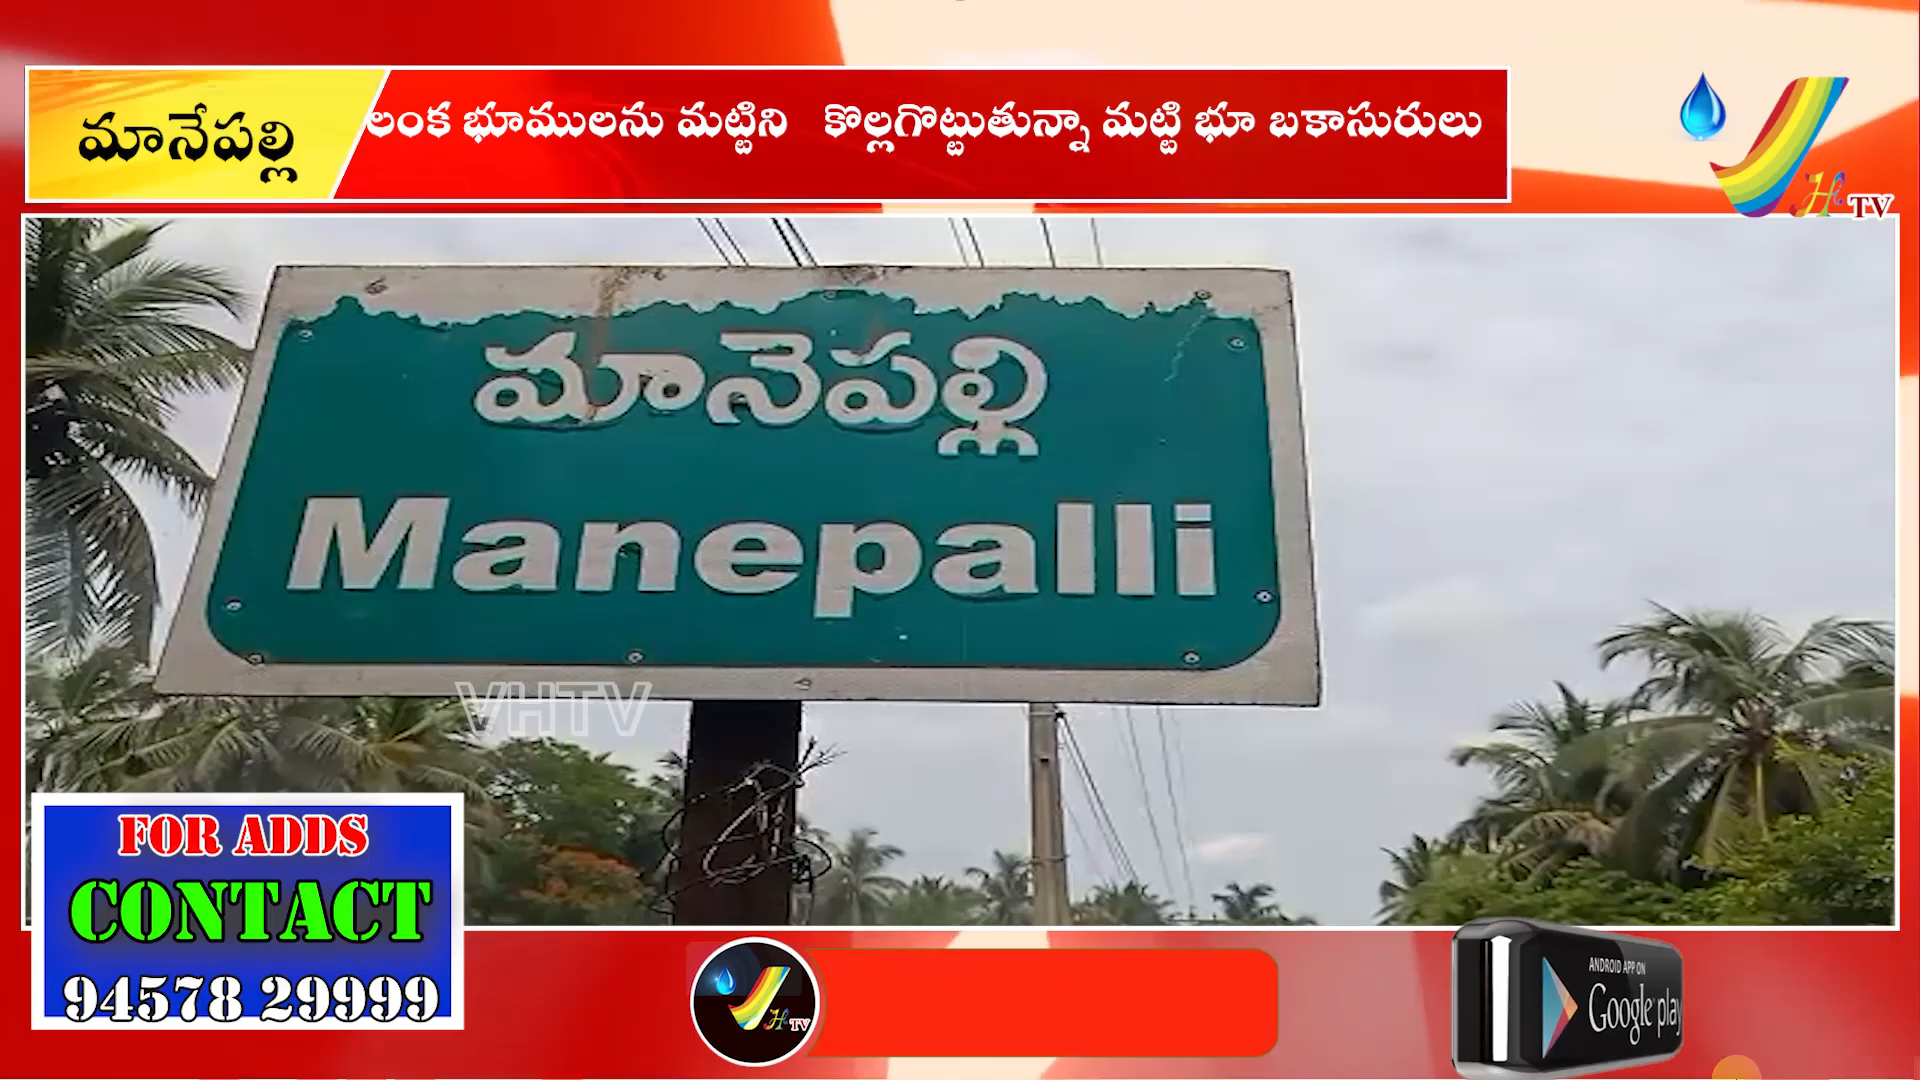 మానేపల్లి
లంక భూములను మట్టిని కొల్లగొట్టుతున్నా మట్టి భూ బకాసురులు
H TV
మానెపల్లి
Manepalli
VHTV
FOR ADDS
CONTACT
94578 29999
H TV
ANDROID APP ON
Google play